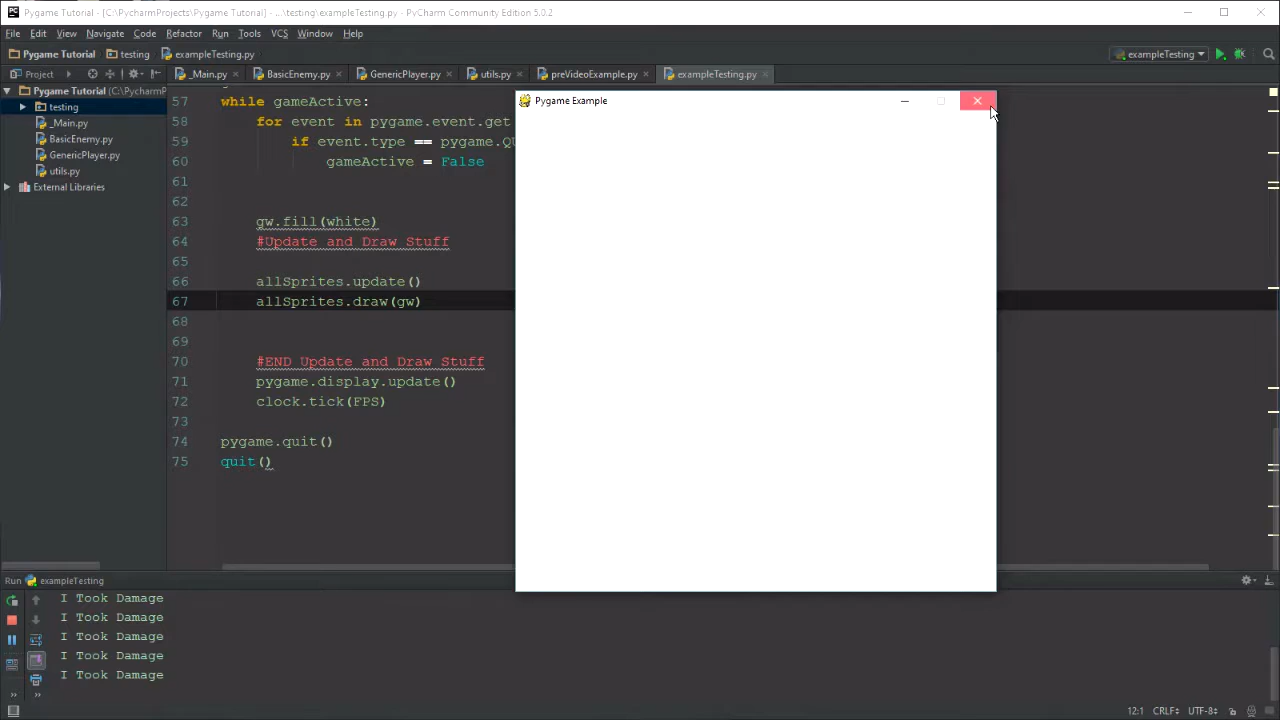 Pygame Tutorial - [C:\PycharmProjects\Pygame Tutorial] - ...\testing\exampleTesting.py - PyCharm Community Edition 5.0.2
File Edit View Navigate Code Refactor Run Tools VCS Window Help
Pygame Tutorial testing exampleTesting.py exampleTesting
Project _Main.py BasicEnemy.py GenericPlayer.py utils.py preVideoExample.py exampleTesting.py
Pygame Tutorial (C:\PycharmP
testing
_Main.py
BasicEnemy.py
GenericPlayer.py
utils.py
External Libraries
57 while gameActive:
58 for event in pygame.event.get
59 if event.type == pygame.QU
60 gameActive = False
61
62
63 gw.fill(white)
64 #Update and Draw Stuff
65
66 allSprites.update()
67 allSprites.draw(gw)
68
69
70 #END Update and Draw Stuff
71 pygame.display.update()
72 clock.tick(FPS)
73
74 pygame.quit()
75 quit()
Pygame Example
Run exampleTesting
I Took Damage
I Took Damage
I Took Damage
I Took Damage
I Took Damage
12:1 CRLF UTF-8